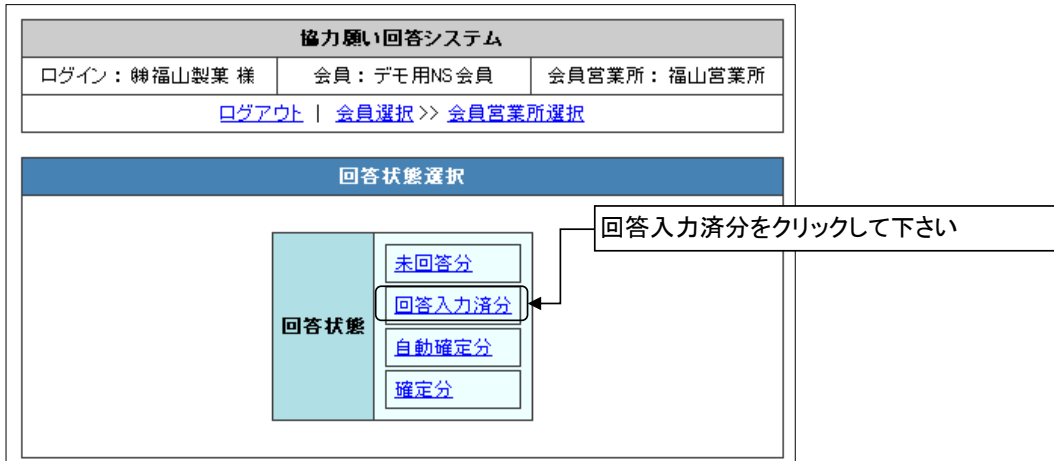 協力願い回答システム
ログイン：㈱福山製菓 様 会員：デモ用NS会員 会員営業所：福山営業所
ログアウト | 会員選択 >> 会員営業所選択
回答状態選択
回答入力済分をクリックして下さい
未回答分
回答入力済分
回答状態
自動確定分
確定分